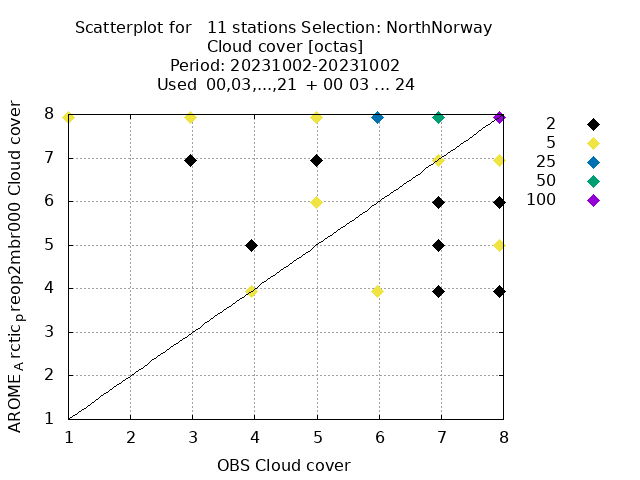 Scatterplot for   11 stations Selection: NorthNorway
Cloud cover [octas]
Period: 20231002-20231002
Used  00,03,...,21  + 00 03 ... 24
AROME_Arctic_preop2mbr000 Cloud cover
8
7
6
5
4
3
2
1
1 2 3 4 5 6 7 8
OBS Cloud cover
2
5
25
50
100